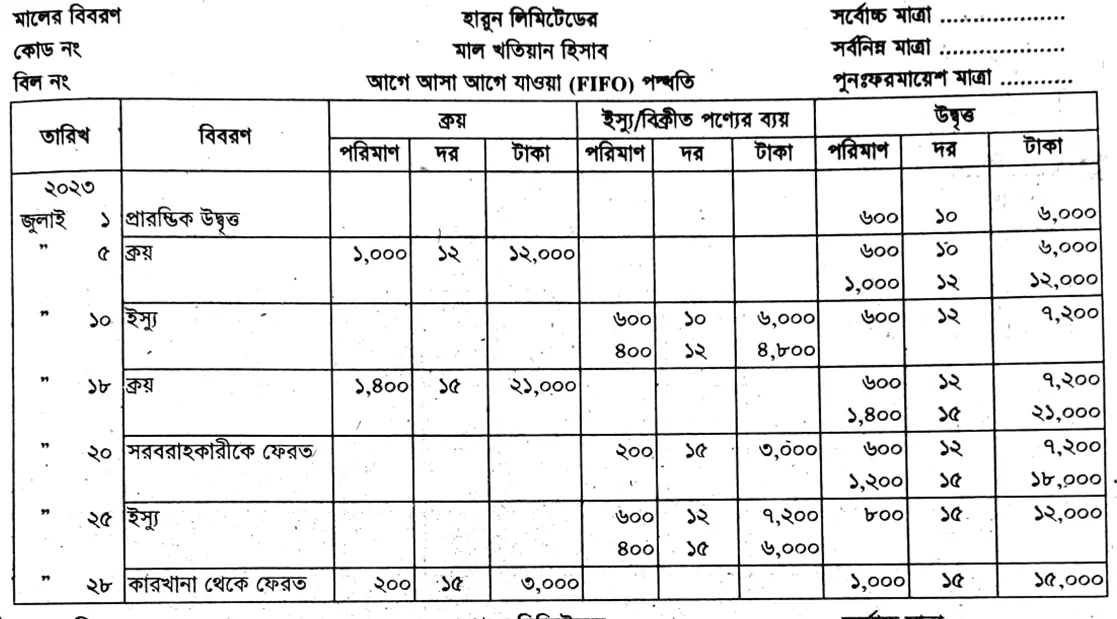 মালের বিবরণ হারুন লিমিটেডের সর্বোচ্চ মাত্রা ....................
কোড নং মাল খতিয়ান হিসাব সর্বনিম্ন মাত্রা ....................
বিল নং আগে আসা আগে যাওয়া (FIFO) পদ্ধতি পুনঃফরমায়েশ মাত্রা ............
তারিখ বিবরণ ক্রয় ইস্যু/বিক্রীত পণ্যের ব্যয় উদ্বৃত্ত
পরিমাণ দর টাকা পরিমাণ দর টাকা পরিমাণ দর টাকা
২০২৩
জুলাই ১ প্রারম্ভিক উদ্বৃত্ত ৬০০ ১০ ৬,০০০
" ৫ ক্রয় ১,০০০ ১২ ১২,০০০ ৬০০ ১০ ৬,০০০
১,০০০ ১২ ১২,০০০
" ১০ ইস্যু ৬০০ ১০ ৬,০০০ ৬০০ ১২ ৭,২০০
৪০০ ১২ ৪,৮০০
" ১৮ ক্রয় ১,৪০০ ১৫ ২১,০০০ ৬০০ ১২ ৭,২০০
১,৪০০ ১৫ ২১,০০০
" ২০ সরবরাহকারীকে ফেরত ২০০ ১৫ ৩,০০০ ৬০০ ১২ ৭,২০০
১,২০০ ১৫ ১৮,০০০
" ২৫ ইস্যু ৬০০ ১২ ৭,২০০ ৮০০ ১৫ ১২,০০০
৪০০ ১৫ ৬,০০০
" ২৮ কারখানা থেকে ফেরত ২০০ ১৫ ৩,০০০ ১,০০০ ১৫ ১৫,০০০